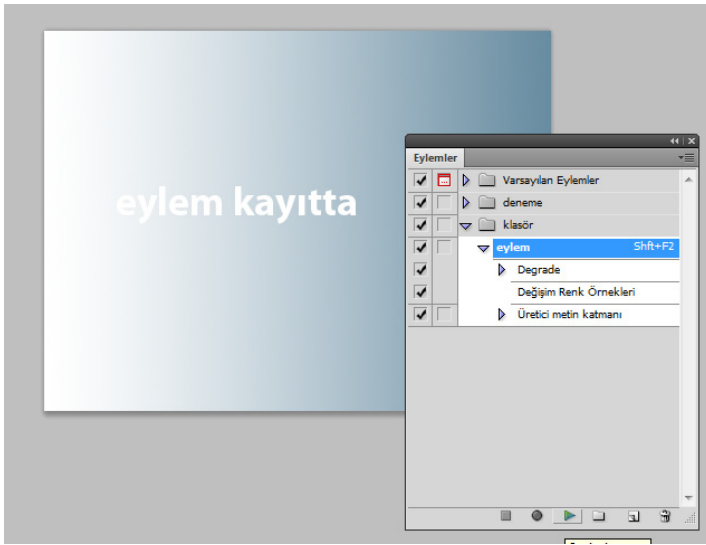 eylem kayıtta
Eylemler
Varsayılan Eylemler
deneme
klasör
eylem Shft+F2
Degrade
Değişim Renk Örnekleri
Üretici metin katmanı